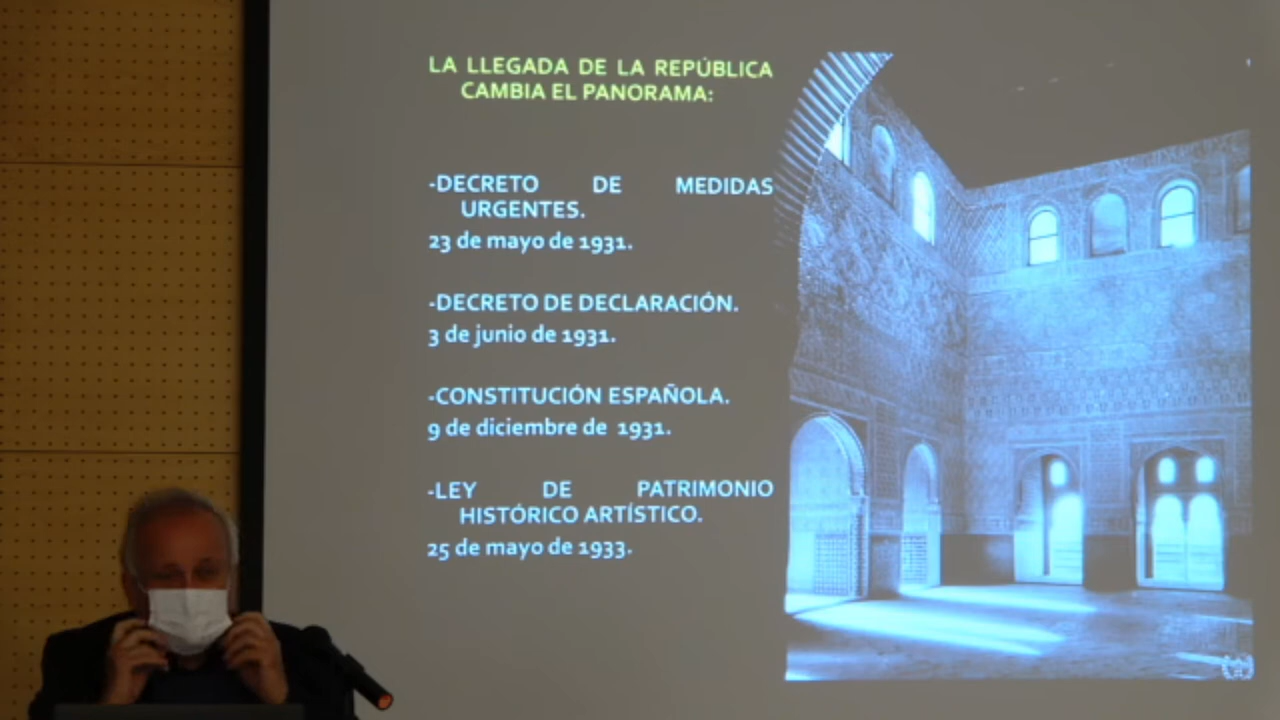 LA LLEGADA DE LA REPÚBLICA
CAMBIA EL PANORAMA:
-DECRETO DE MEDIDAS
URGENTES.
23 de mayo de 1931.
-DECRETO DE DECLARACIÓN.
3 de junio de 1931.
-CONSTITUCIÓN ESPAÑOLA.
9 de diciembre de 1931.
-LEY DE PATRIMONIO
HISTÓRICO ARTÍSTICO.
25 de mayo de 1933.